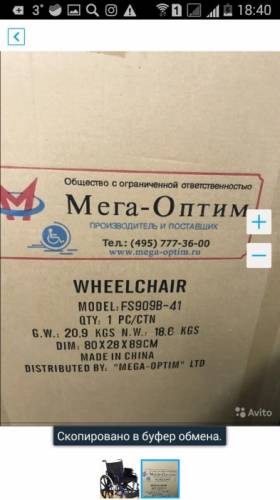 3° 1 18:40
Общество с ограниченной ответственностью
Мега-Оптим
ПРОИЗВОДИТЕЛЬ И ПОСТАВЩИК
Тел.: (495) 777-36-00
www.mega-optim.ru
WHEELCHAIR
MODEL:FS909B-41
QTY: 1 PC/CTN
G.W.: 20.9 KGS N.W.: 18.6 KGS
DIM: 80X28X89CM
MADE IN CHINA
DISTRIBUTED BY: "MEGA-OPTIM" LTD
Avito
Скопировано в буфер обмена.